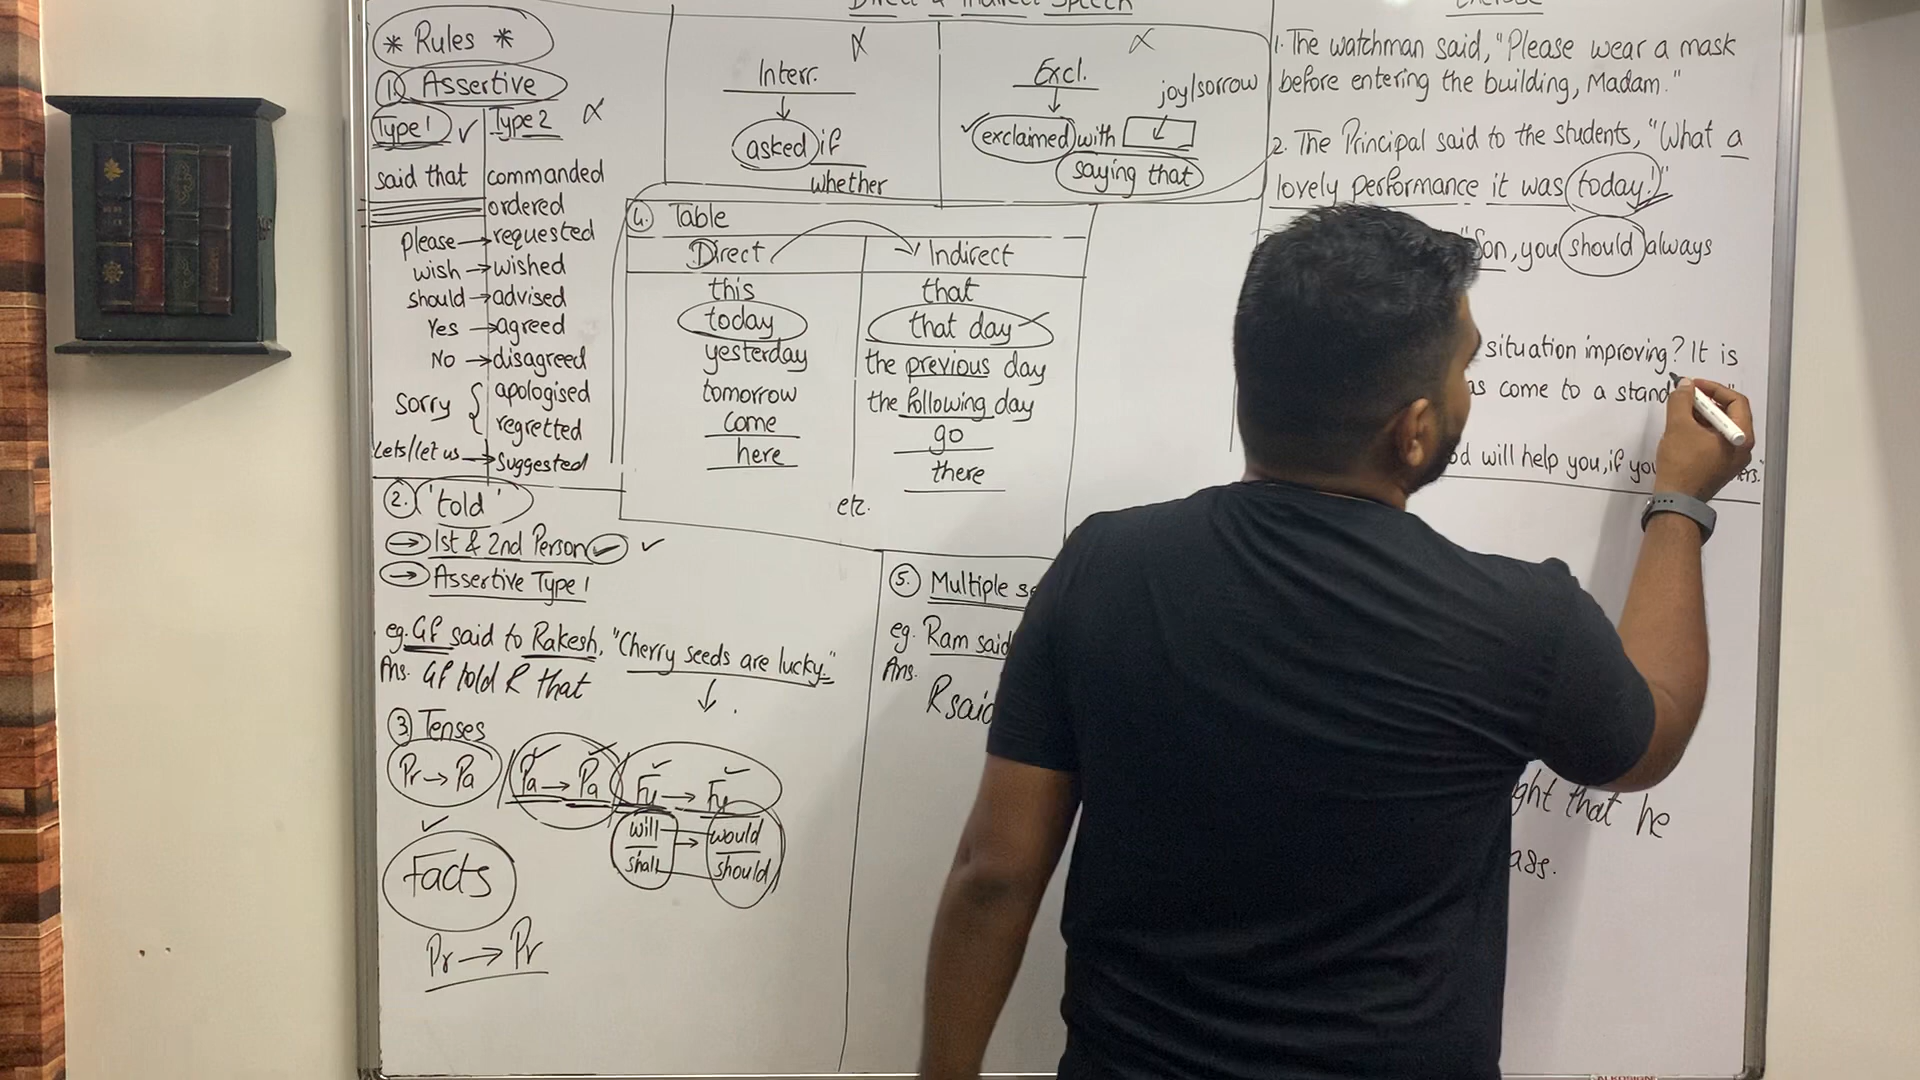 Direct & Indirect Speech
* Rules *
1. Assertive
Type 1 ✓ Type 2
said that
commanded
ordered
please → requested
wish → wished
should → advised
Yes → agreed
No → disagreed
Sorry { apologised
regretted
Lets/let us → suggested
2. 'told'
→ 1st & 2nd Person ✓ ✓
→ Assertive Type 1
eg. GF said to Rakesh, "Cherry seeds are lucky."
Ans. GF told R that
3. Tenses
Pr → Pa / Pa → Pa / Fu → Fu
will → would
shall should
Facts
Pr → Pr
Interr.
↓
asked if
whether
Excl.
↓
joy/sorrow
exclaimed with
saying that
4. Table
Direct Indirect
this that
today that day
yesterday the previous day
tomorrow the following day
come go
here there
etc.
5. Multiple
eg. Ram said
Ans.
R said
Exercise
1. The watchman said, "Please wear a mask
before entering the building, Madam."
2. The Principal said to the students, "What a
lovely performance it was today!"
"Son, you should always
situation improving? It is
come to a
will help you, if
that he